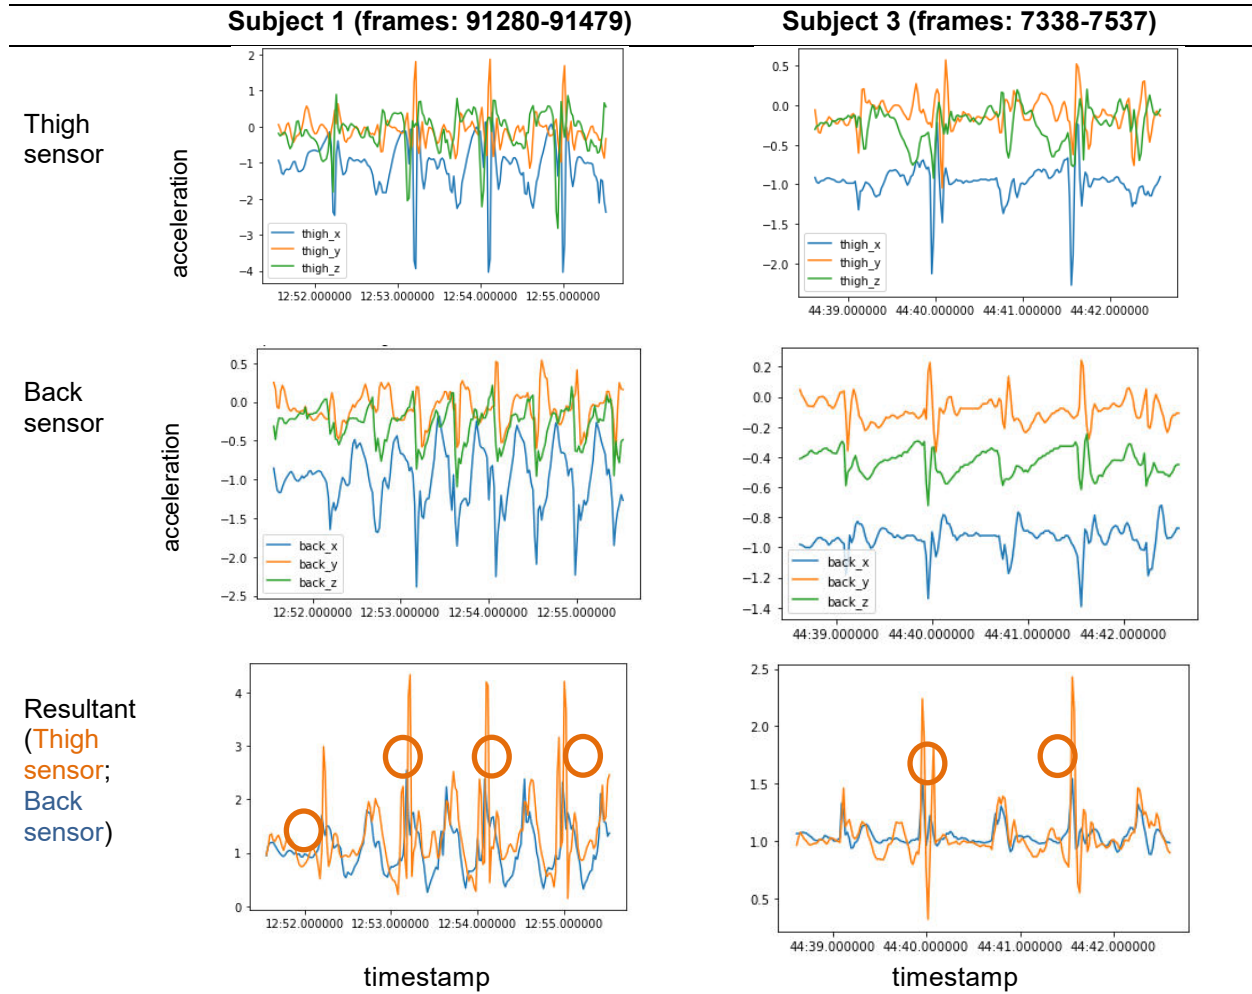 Subject 1 (frames: 91280-91479) Subject 3 (frames: 7338-7537)
Thigh
sensor
acceleration
2
1
0
−1
−2
−3
−4
thigh_x
thigh_y
thigh_z
12:52.000000 12:53.000000 12:54.000000 12:55.000000
0.5
0.0
−0.5
−1.0
−1.5
−2.0
thigh_x
thigh_y
thigh_z
44:39.000000 44:40.000000 44:41.000000 44:42.000000
Back
sensor
acceleration
0.5
0.0
−0.5
−1.0
−1.5
−2.0
−2.5
back_x
back_y
back_z
12:52.000000 12:53.000000 12:54.000000 12:55.000000
0.2
0.0
−0.2
−0.4
−0.6
−0.8
−1.0
−1.2
−1.4
back_x
back_y
back_z
44:39.000000 44:40.000000 44:41.000000 44:42.000000
Resultant
(Thigh
sensor;
Back
sensor)
4
3
2
1
0
12:52.000000 12:53.000000 12:54.000000 12:55.000000
2.5
2.0
1.5
1.0
0.5
44:39.000000 44:40.000000 44:41.000000 44:42.000000
timestamp timestamp